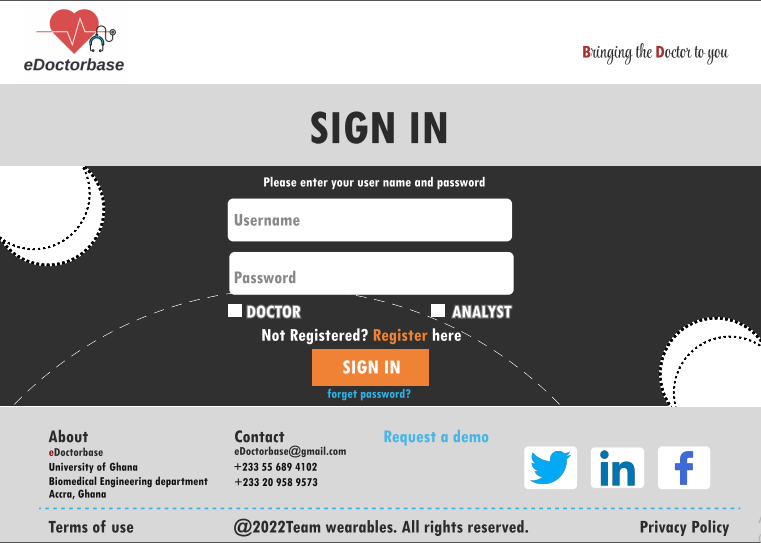 eDoctorbase
Bringing the Doctor to you
SIGN IN
Please enter your user name and password
Username
Password
DOCTOR
ANALYST
Not Registered? Register here
SIGN IN
forget password?
About
eDoctorbase
University of Ghana
Biomedical Engineering department
Accra, Ghana
Contact
eDoctorbase@gmail.com
+233 55 689 4102
+233 20 958 9573
Request a demo
in
f
Terms of use
@2022Team wearables. All rights reserved.
Privacy Policy